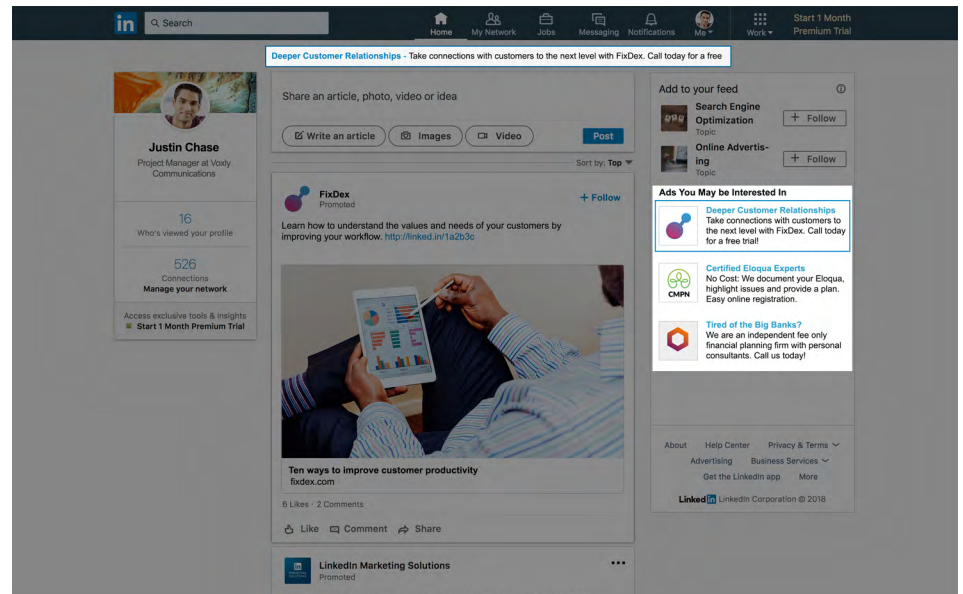 in Search Home My Network Jobs Messaging Notifications Me Work Start 1 Month
Premium Trial
Deeper Customer Relationships - Take connections with customers to the next level with FixDex. Call today for a free
Justin Chase
Project Manager at Voxly
Communications
16
Who's viewed your profile
526
Connections
Manage your network
Access exclusive tools & insights
Start 1 Month Premium Trial
Share an article, photo, video or idea
Write an article Images Video Post
Sort by: Top
FixDex
Promoted
+ Follow
Learn how to understand the values and needs of your customers by
improving your workflow. http://linked.in/1a2b3c
Ten ways to improve customer productivity
fixdex.com
6 Likes · 2 Comments
Like Comment Share
LinkedIn Marketing Solutions
Promoted
Add to your feed
Search Engine
Optimization
Topic
+ Follow
Online Advertis-
ing
Topic
+ Follow
Ads You May be Interested In
Deeper Customer Relationships
Take connections with customers to
the next level with FixDex. Call today
for a free trial!
CMPN
Certified Eloqua Experts
No Cost: We document your Eloqua,
highlight issues and provide a plan.
Easy online registration.
Tired of the Big Banks?
We are an independent fee only
financial planning firm with personal
consultants. Call us today!
About Help Center Privacy & Terms
Advertising Business Services
Get the LinkedIn app More
Linked in LinkedIn Corporation © 2018